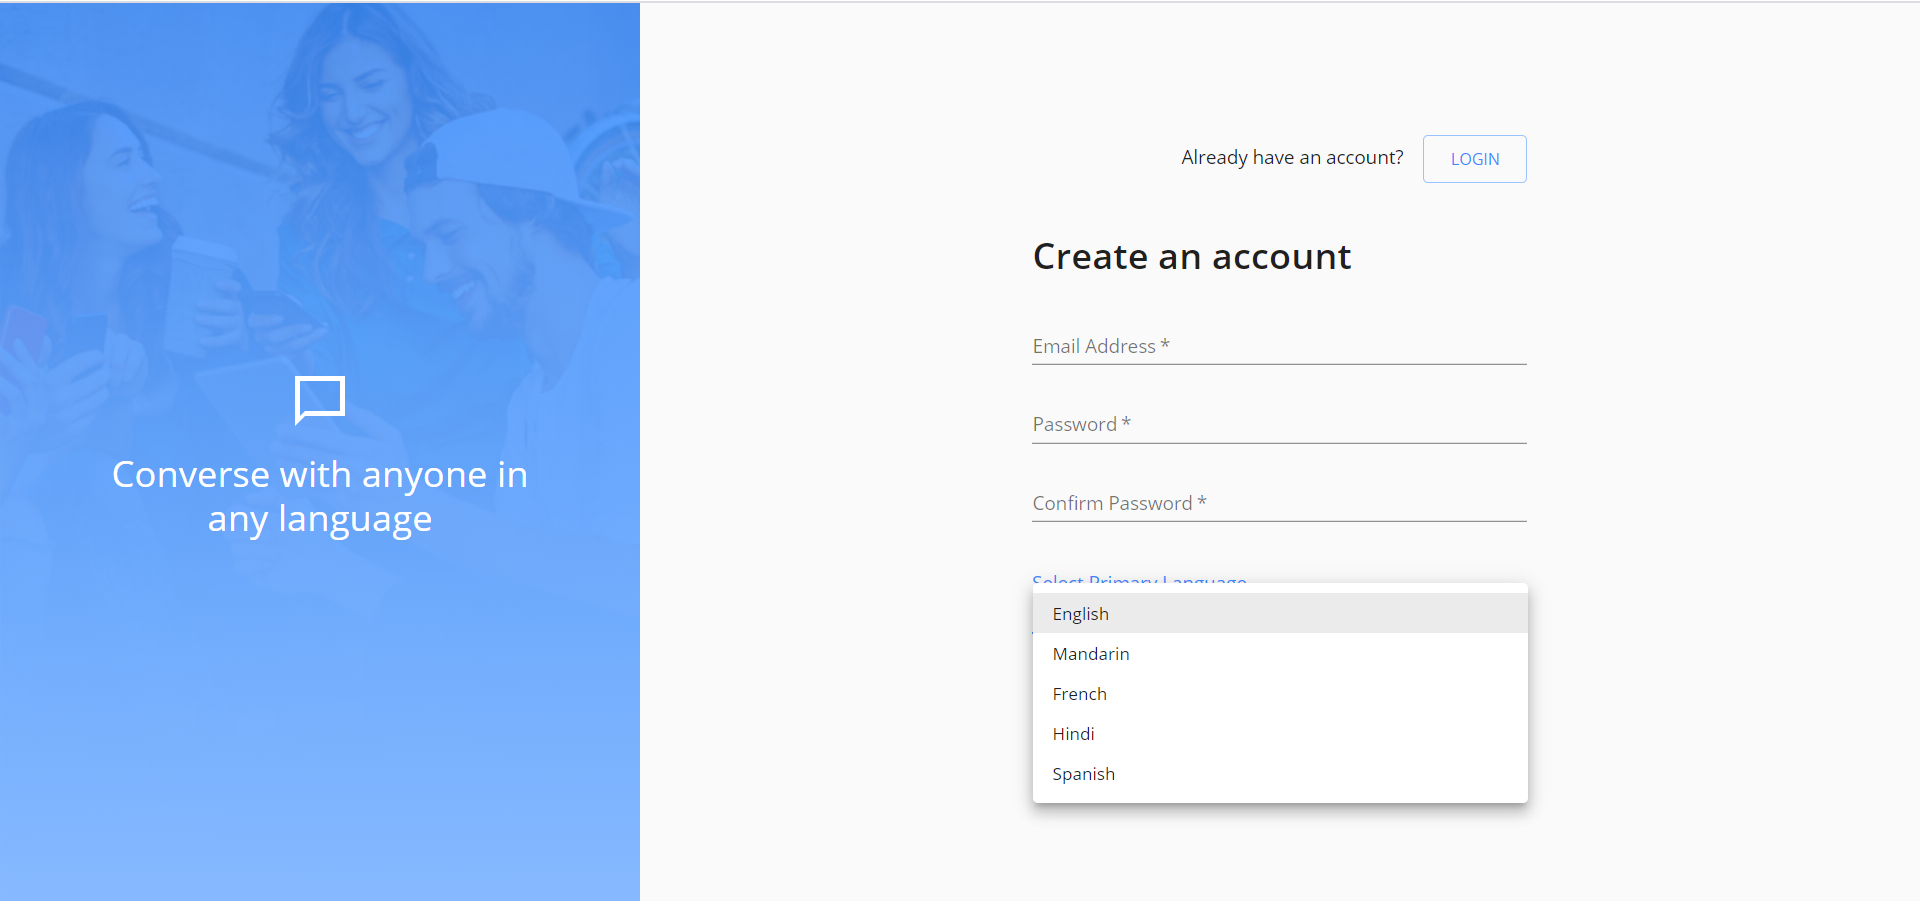 Converse with anyone in
any language
Already have an account?
LOGIN
Create an account
Email Address *
Password *
Confirm Password *
Select Primary Language
English
Mandarin
French
Hindi
Spanish